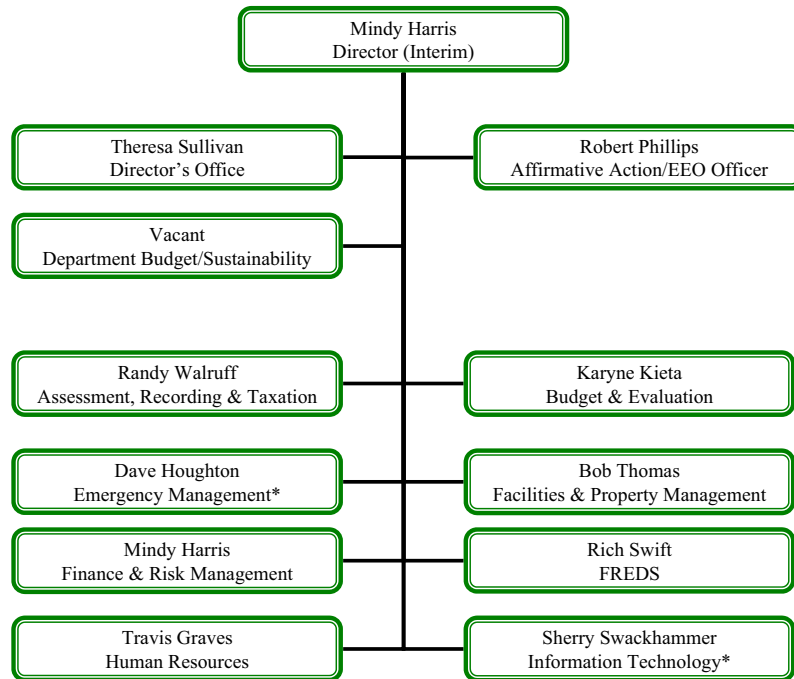 Mindy Harris
Director (Interim)
Theresa Sullivan
Director’s Office
Robert Phillips
Affirmative Action/EEO Officer
Vacant
Department Budget/Sustainability
Randy Walruff
Assessment, Recording & Taxation
Karyne Kieta
Budget & Evaluation
Dave Houghton
Emergency Management*
Bob Thomas
Facilities & Property Management
Mindy Harris
Finance & Risk Management
Rich Swift
FREDS
Travis Graves
Human Resources
Sherry Swackhammer
Information Technology*